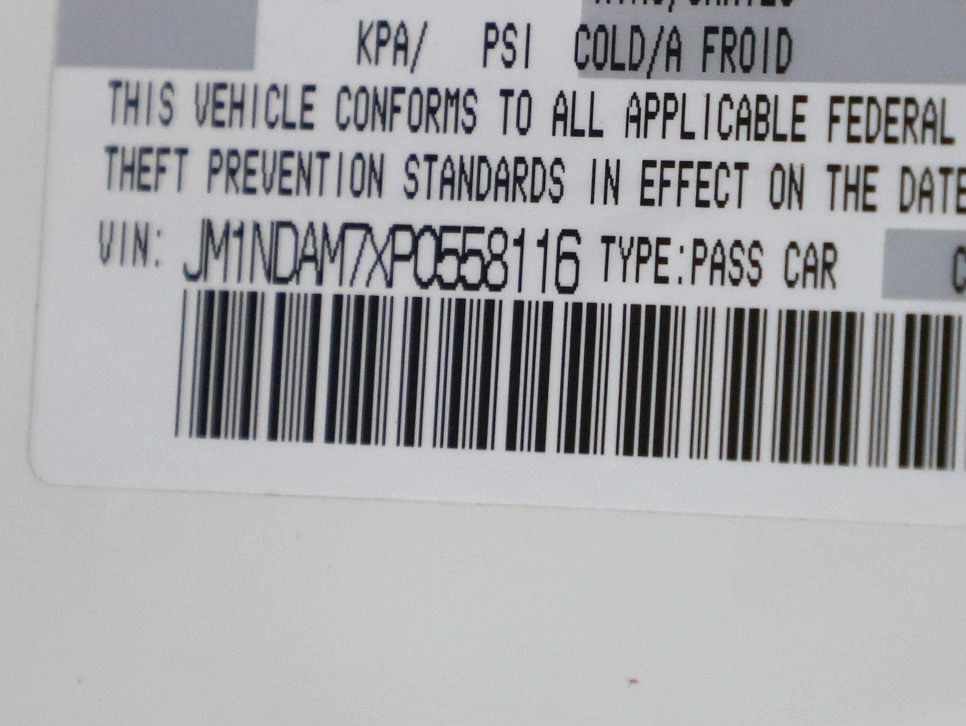 KPA/ PSI COLD/A FROID
THIS VEHICLE CONFORMS TO ALL APPLICABLE FEDERAL
THEFT PREVENTION STANDARDS IN EFFECT ON THE DATE
VIN: JM1NDAM7XP0558116 TYPE:PASS CAR